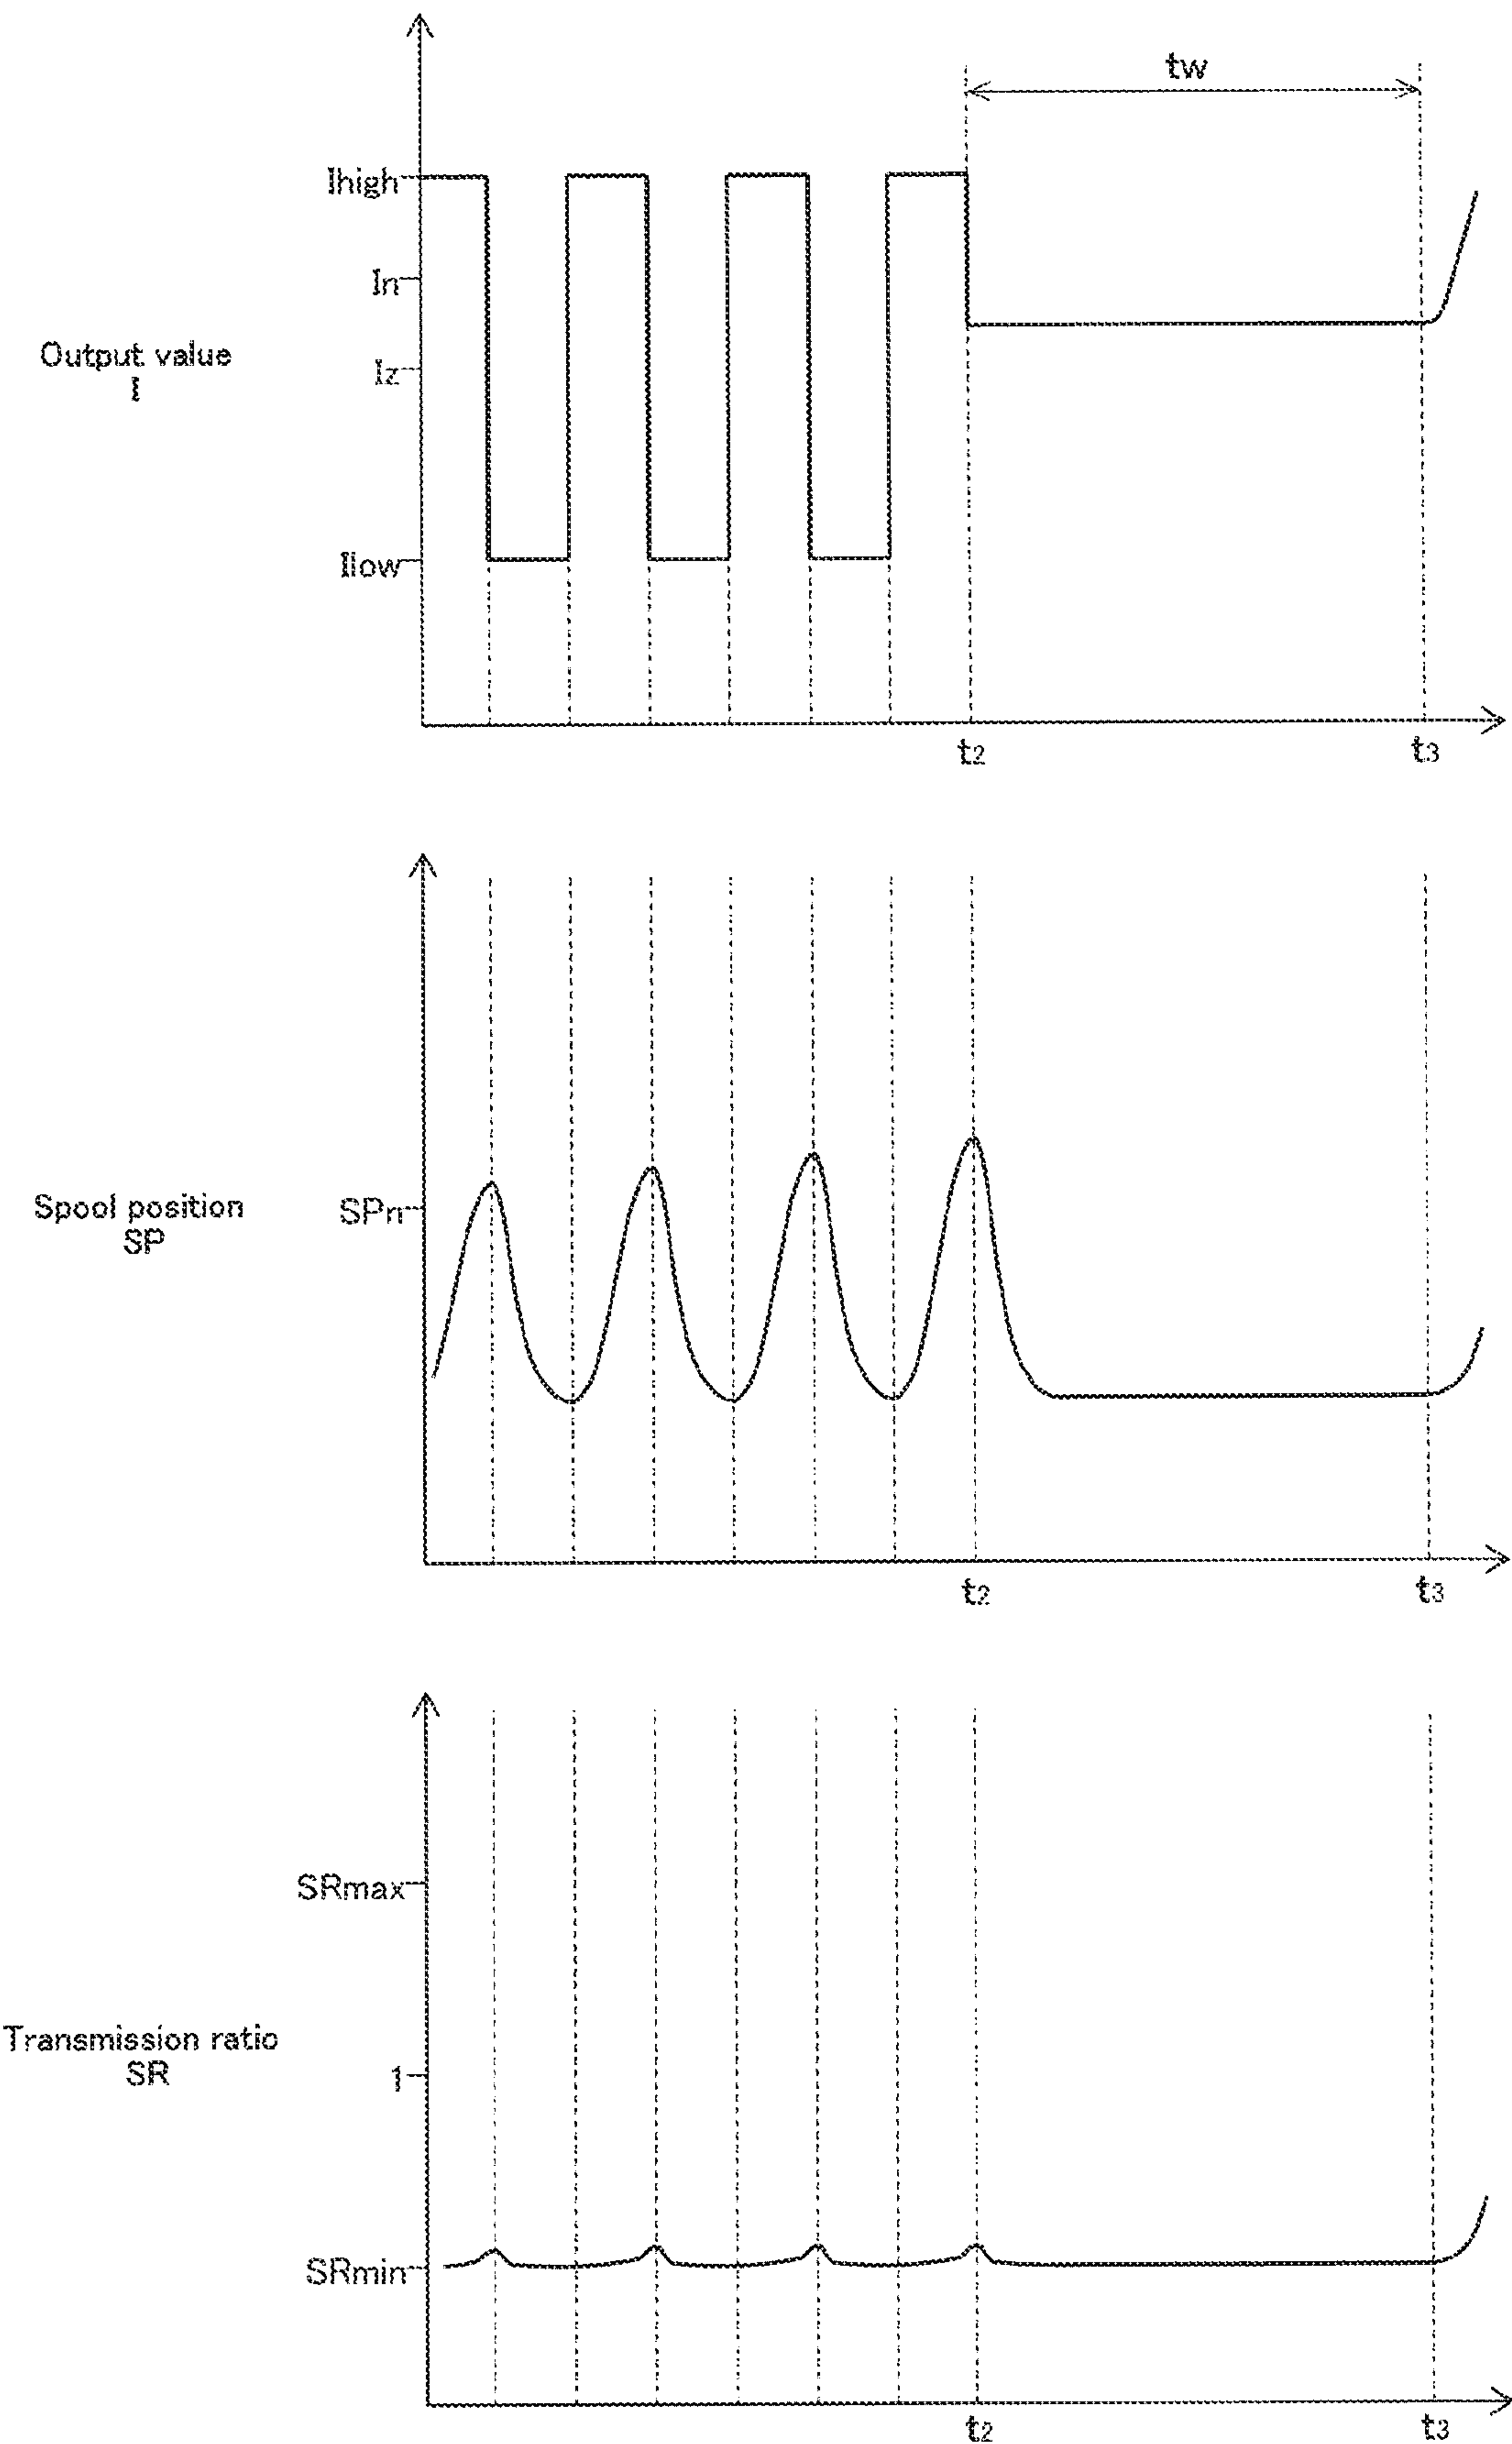 tw
Ihigh
In
Output value
I
Iz
Ilow
t2 t3
Spool position
SP
SPn
t2 t3
SRmax
Transmission ratio
SR
1
SRmin
t2 t3